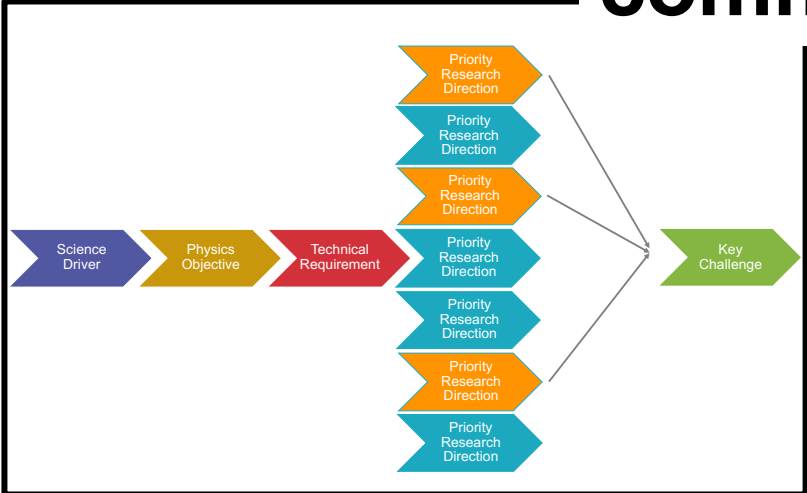 Priority
Research
Direction
Priority
Research
Direction
Priority
Research
Direction
Science
Driver
Physics
Objective
Technical
Requirement
Priority
Research
Direction
Key
Challenge
Priority
Research
Direction
Priority
Research
Direction
Priority
Research
Direction